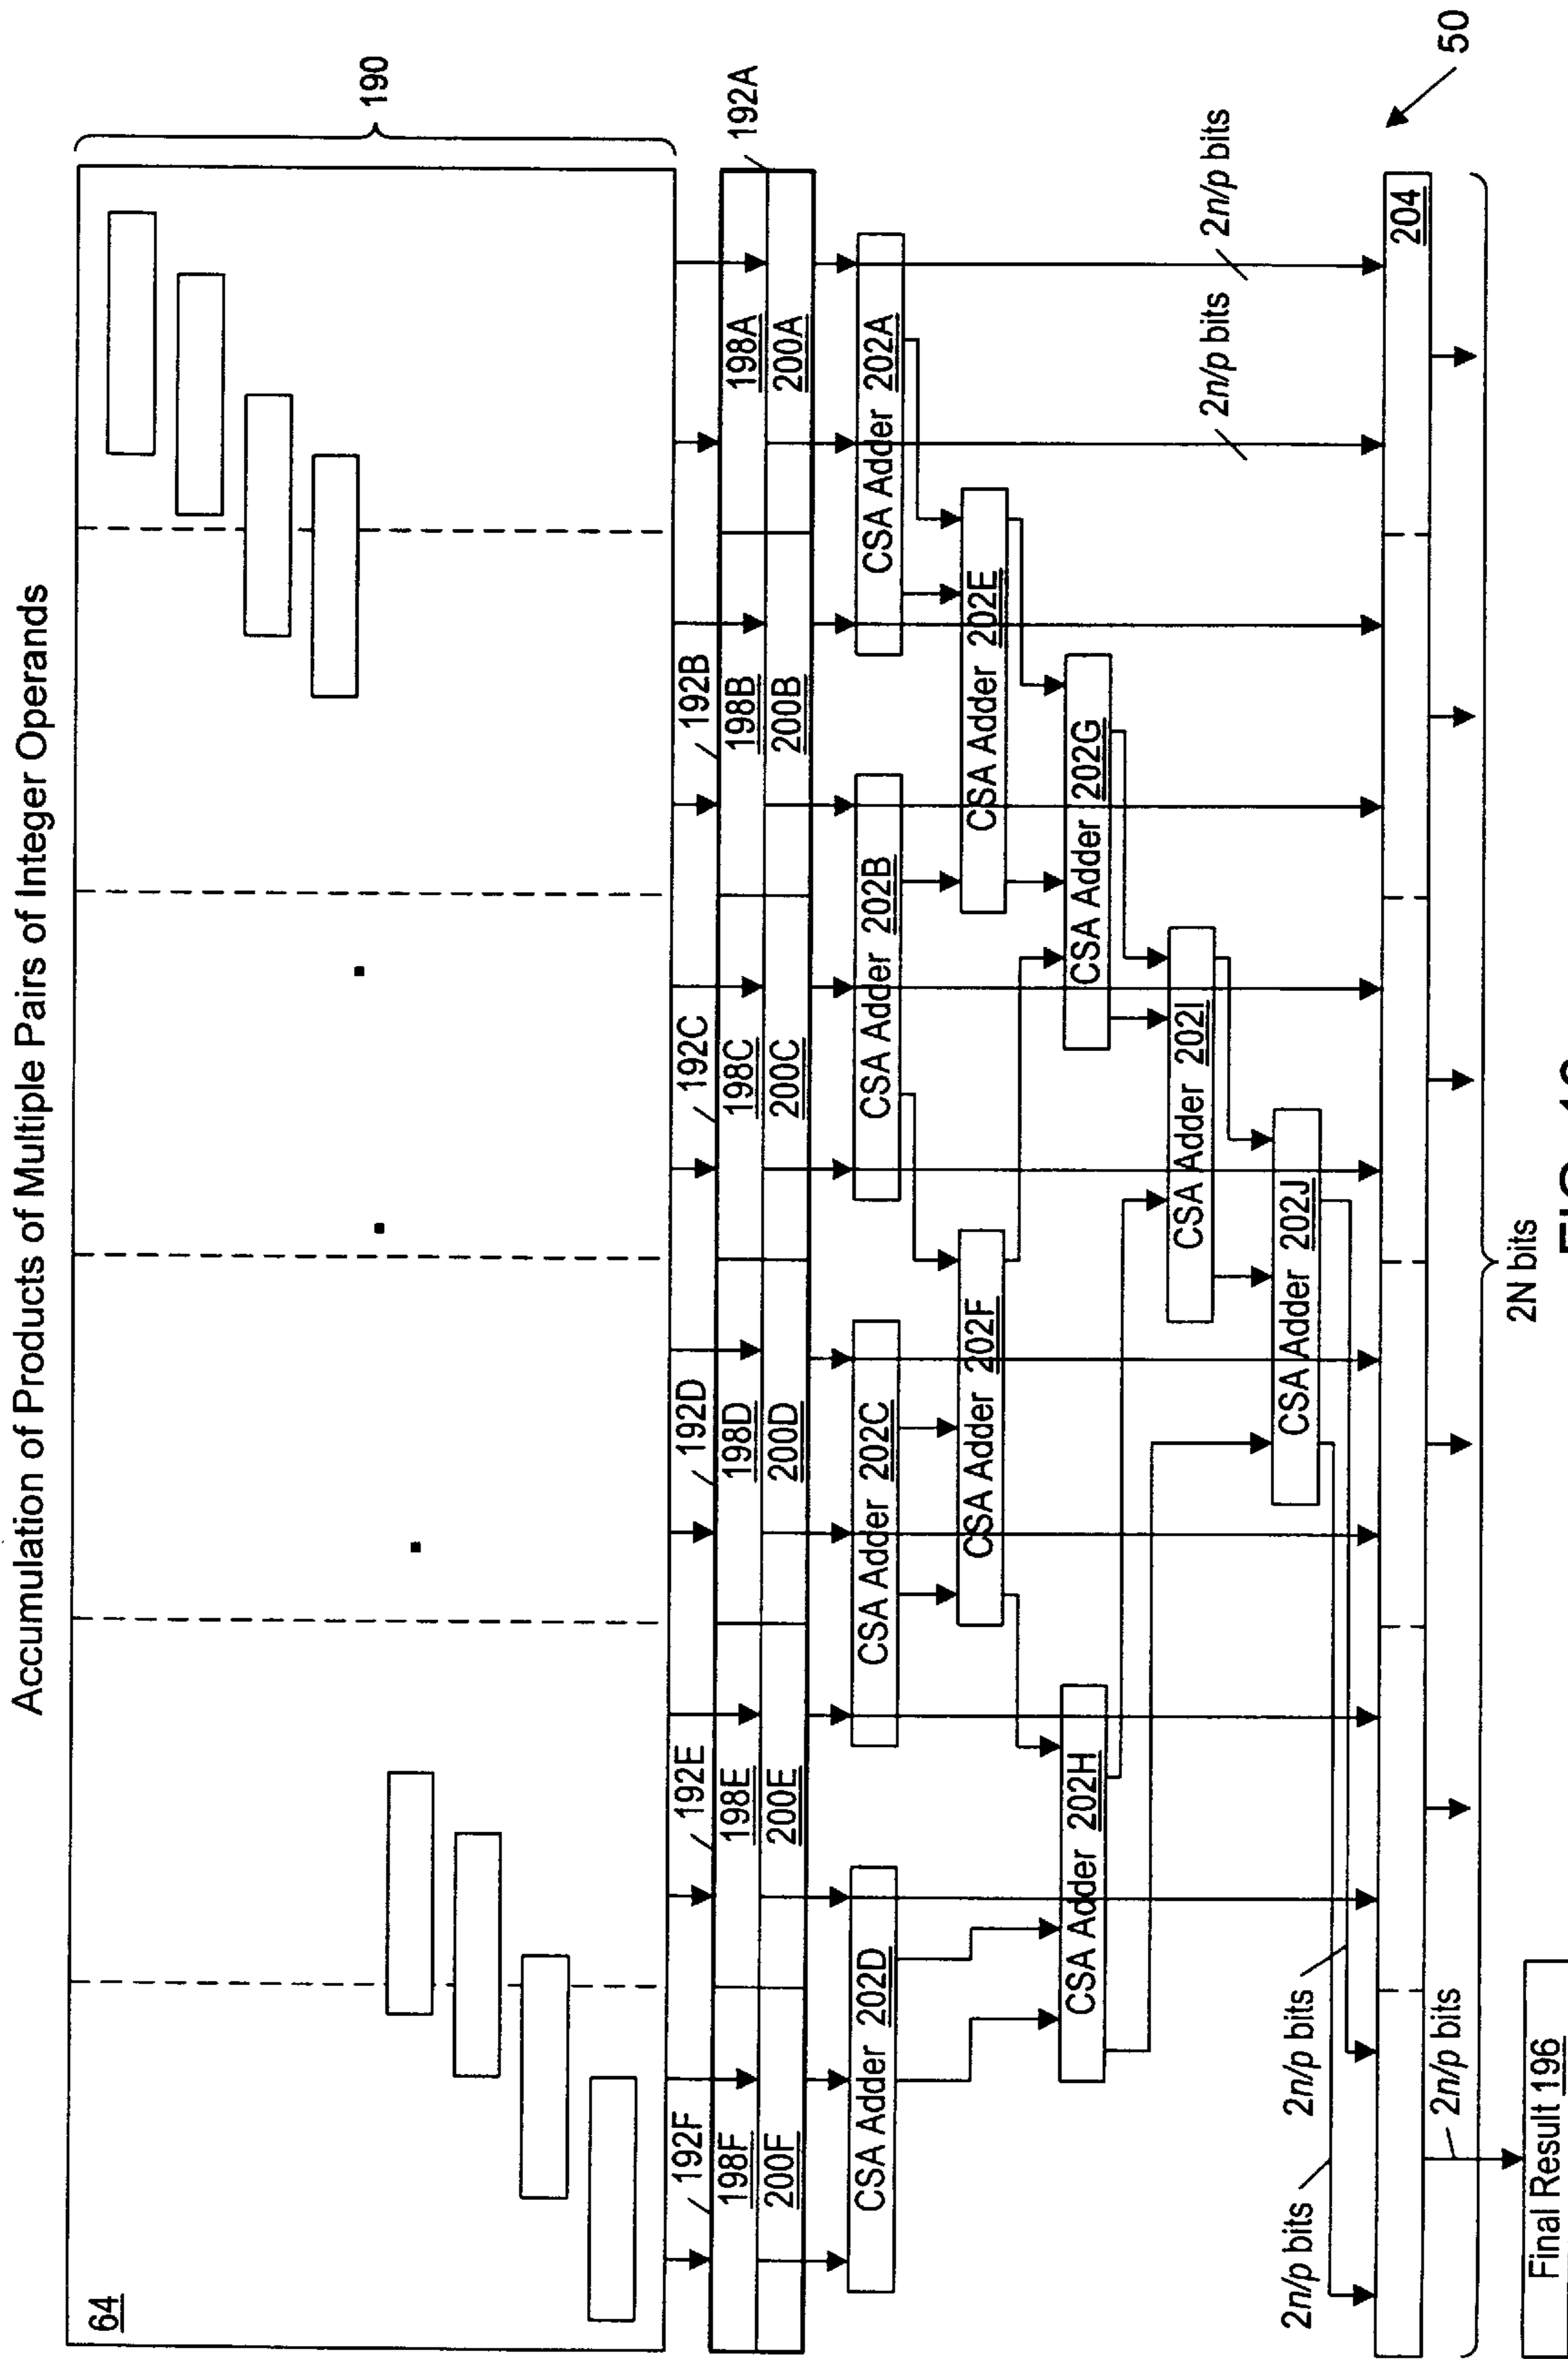 Accumulation of Products of Multiple Pairs of Integer Operands
64
190
192F
192E
192D
192C
192B
192A
198F
198E
198D
198C
198B
198A
200F
200E
200D
200C
200B
200A
CSA Adder 202D
CSA Adder 202C
CSA Adder 202B
CSA Adder 202A
CSA Adder 202F
CSA Adder 202E
CSA Adder 202H
CSA Adder 202G
CSA Adder 202I
CSA Adder 202J
2n/p bits
2n/p bits
2n/p bits
2n/p bits
204
50
2n/p bits
2N bits
Final Result 196